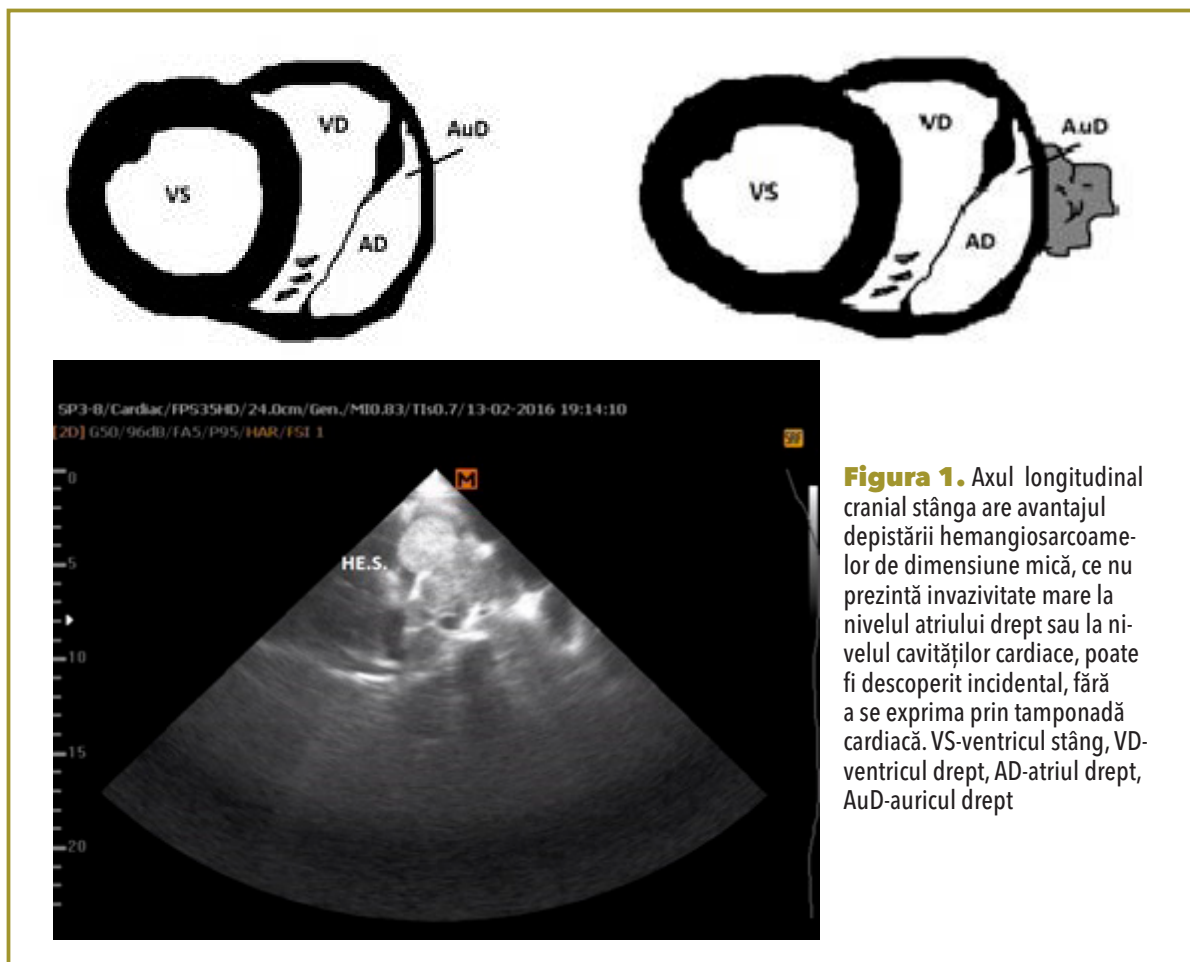 VD
AuD
VS
AD
VD
AuD
VS
AD
SP3-8/Cardiac/FPS35HD/24.0cm/Gen./MI0.83/TIs0.7/13-02-2016 19:14:10
[2D] G50/96dB/FA5/P95/HAR/FSI 1
SRF
0
M
HE.S.
5
10
15
20
Figura 1. Axul longitudinal
cranial stânga are avantajul
depistării hemangiosarcoame-
lor de dimensiune mică, ce nu
prezintă invazivitate mare la
nivelul atriului drept sau la ni-
velul cavităților cardiace, poate
fi descoperit incidental, fără
a se exprima prin tamponadă
cardiacă. VS-ventricul stâng, VD-
ventricul drept, AD-atriul drept,
AuD-auricul drept